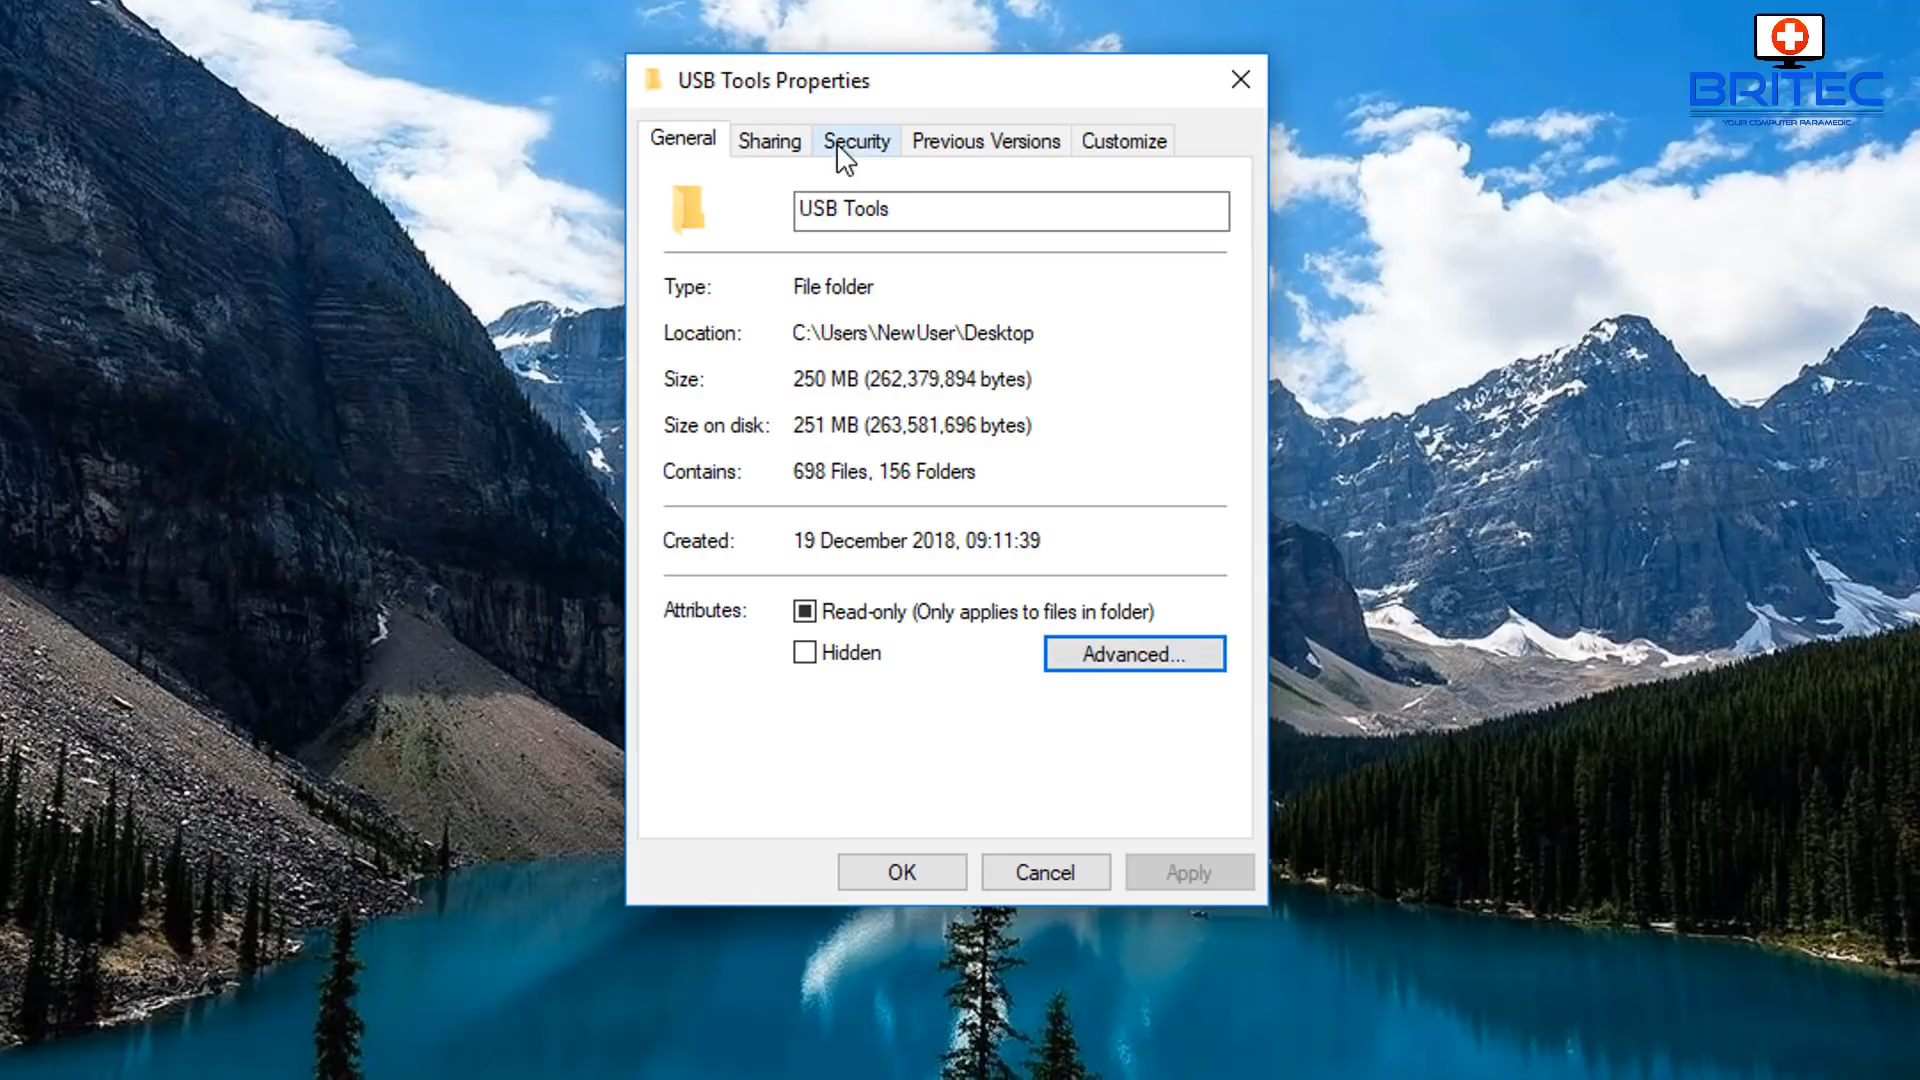 BRITEC
YOUR COMPUTER PARAMEDIC
USB Tools Properties
General Sharing Security Previous Versions Customize
USB Tools
Type: File folder
Location: C:\Users\NewUser\Desktop
Size: 250 MB (262,379,894 bytes)
Size on disk: 251 MB (263,581,696 bytes)
Contains: 698 Files, 156 Folders
Created: 19 December 2018, 09:11:39
Attributes: Read-only (Only applies to files in folder)
Hidden Advanced...
OK Cancel Apply